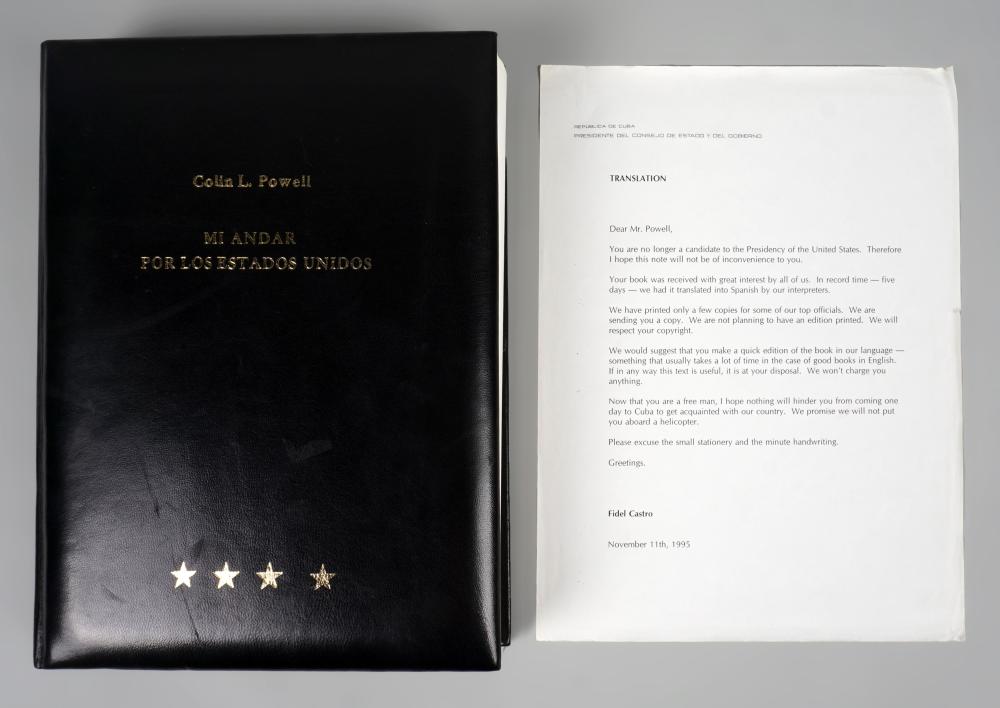 Colin L. Powell
MI ANDAR
POR LOS ESTADOS UNIDOS
REPUBLICA DE CUBA
PRESIDENTE DEL CONSEJO DE ESTADO Y DEL GOBIERNO
TRANSLATION
Dear Mr. Powell,
You are no longer a candidate to the Presidency of the United States. Therefore
I hope this note will not be of inconvenience to you.
Your book was received with great interest by all of us. In record time — five
days — we had it translated into Spanish by our interpreters.
We have printed only a few copies for some of our top officials. We are
sending you a copy. We are not planning to have an edition printed. We will
respect your copyright.
We would suggest that you make a quick edition of the book in our language —
something that usually takes a lot of time in the case of good books in English.
If in any way this text is useful, it is at your disposal. We won't charge you
anything.
Now that you are a free man, I hope nothing will hinder you from coming one
day to Cuba to get acquainted with our country. We promise we will not put
you aboard a helicopter.
Please excuse the small stationery and the minute handwriting.
Greetings.
Fidel Castro
November 11th, 1995